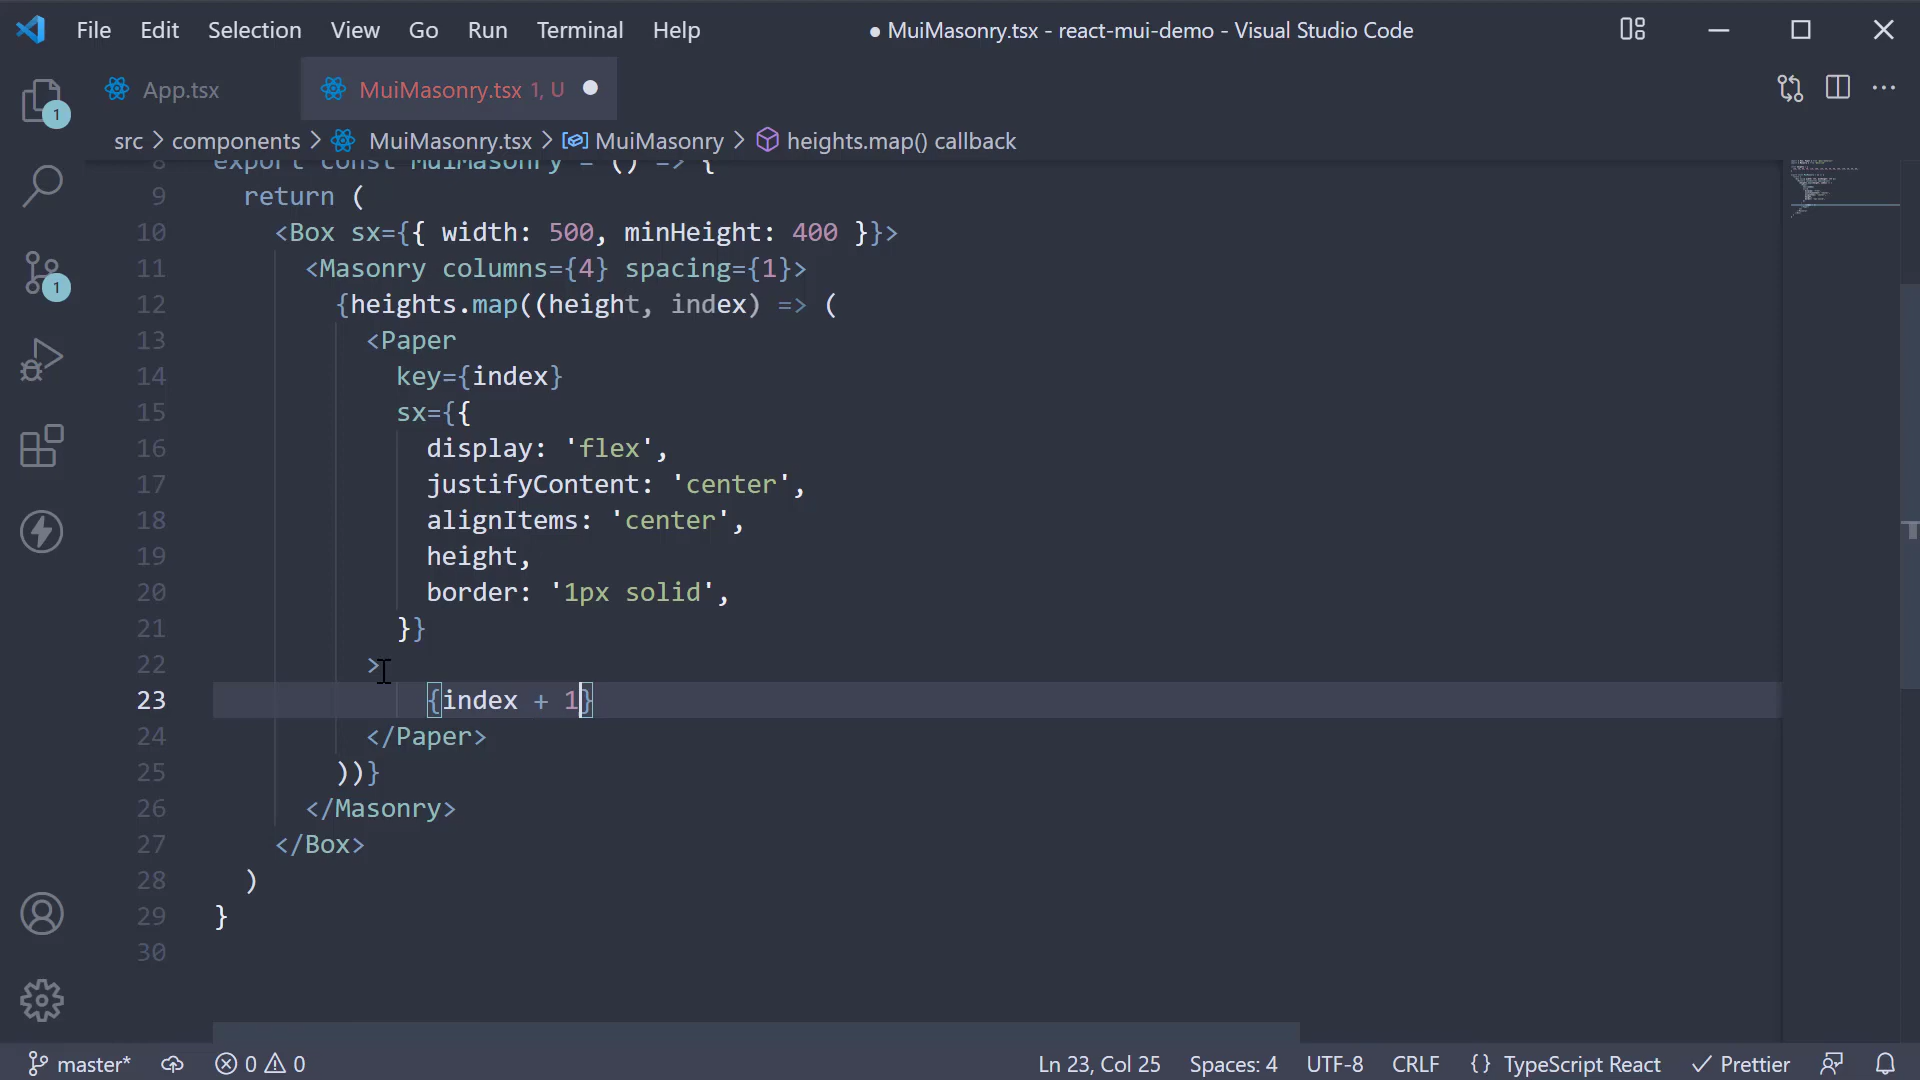 File Edit Selection View Go Run Terminal Help ● MuiMasonry.tsx - react-mui-demo - Visual Studio Code
App.tsx MuiMasonry.tsx 1, U
src > components > MuiMasonry.tsx > MuiMasonry > heights.map() callback
8 export const MuiMasonry = () => {
9 return (
10 <Box sx={{ width: 500, minHeight: 400 }}>
11 <Masonry columns={4} spacing={1}>
12 {heights.map((height, index) => (
13 <Paper
14 key={index}
15 sx={{
16 display: 'flex',
17 justifyContent: 'center',
18 alignItems: 'center',
19 height,
20 border: '1px solid',
21 }}
22 >
23 {index + 1}
24 </Paper>
25 ))}
26 </Masonry>
27 </Box>
28 )
29 }
30
1
1
master* 0 0 Ln 23, Col 25 Spaces: 4 UTF-8 CRLF {} TypeScript React Prettier